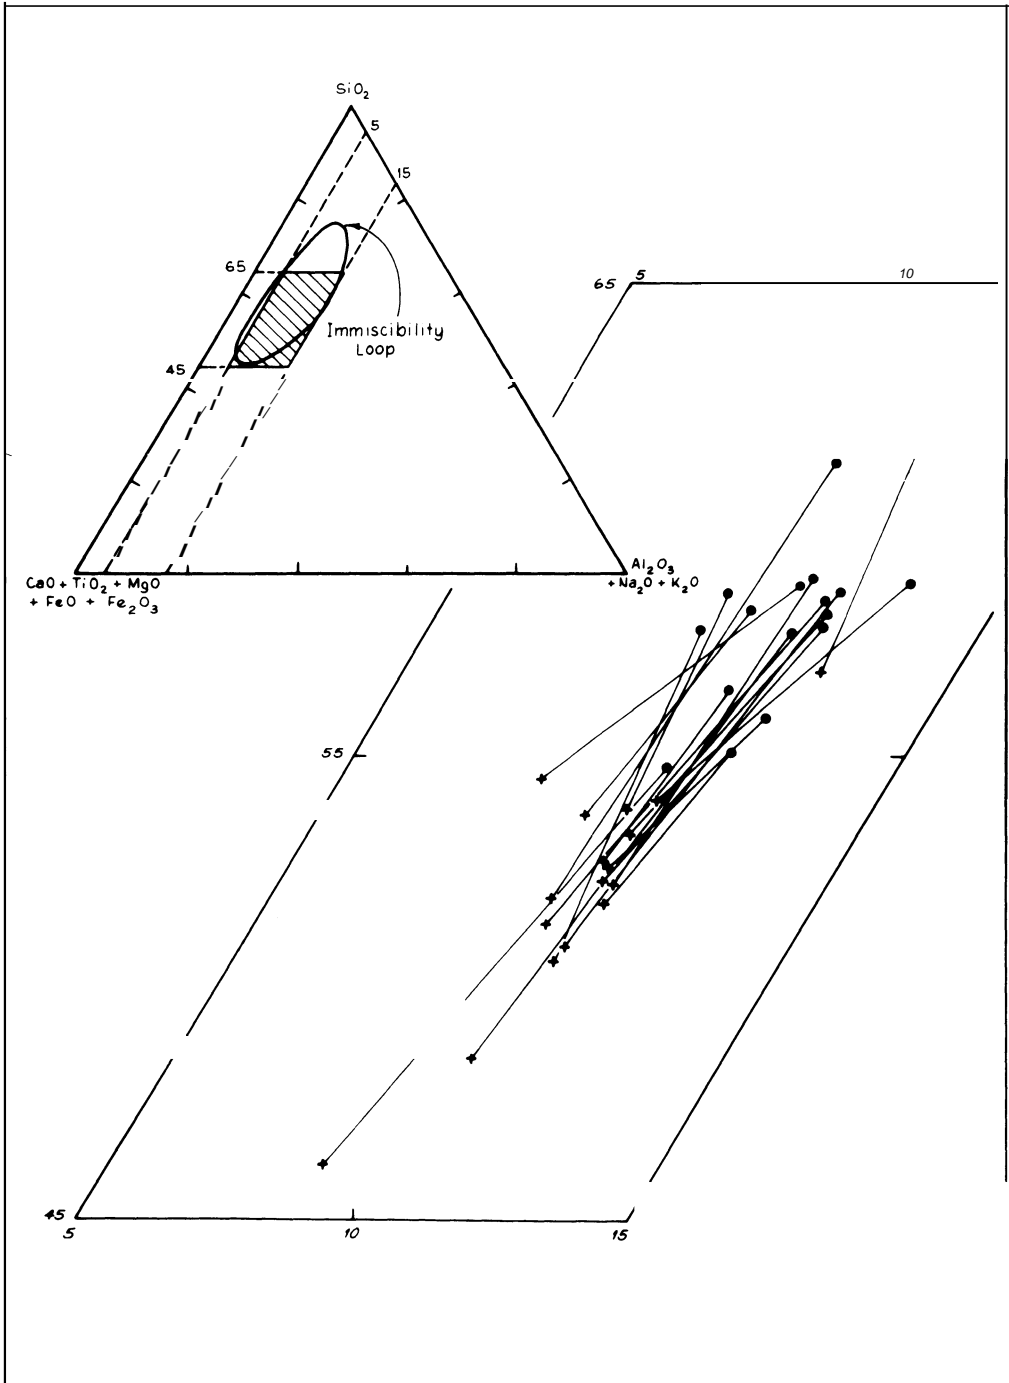 SiO₂
5
15
65
Immiscibility
Loop
45
CaO + TiO₂ + MgO
+ FeO + Fe₂O₃
Al₂O₃
+ Na₂O + K₂O
65
5
10
55
45
5
10
15